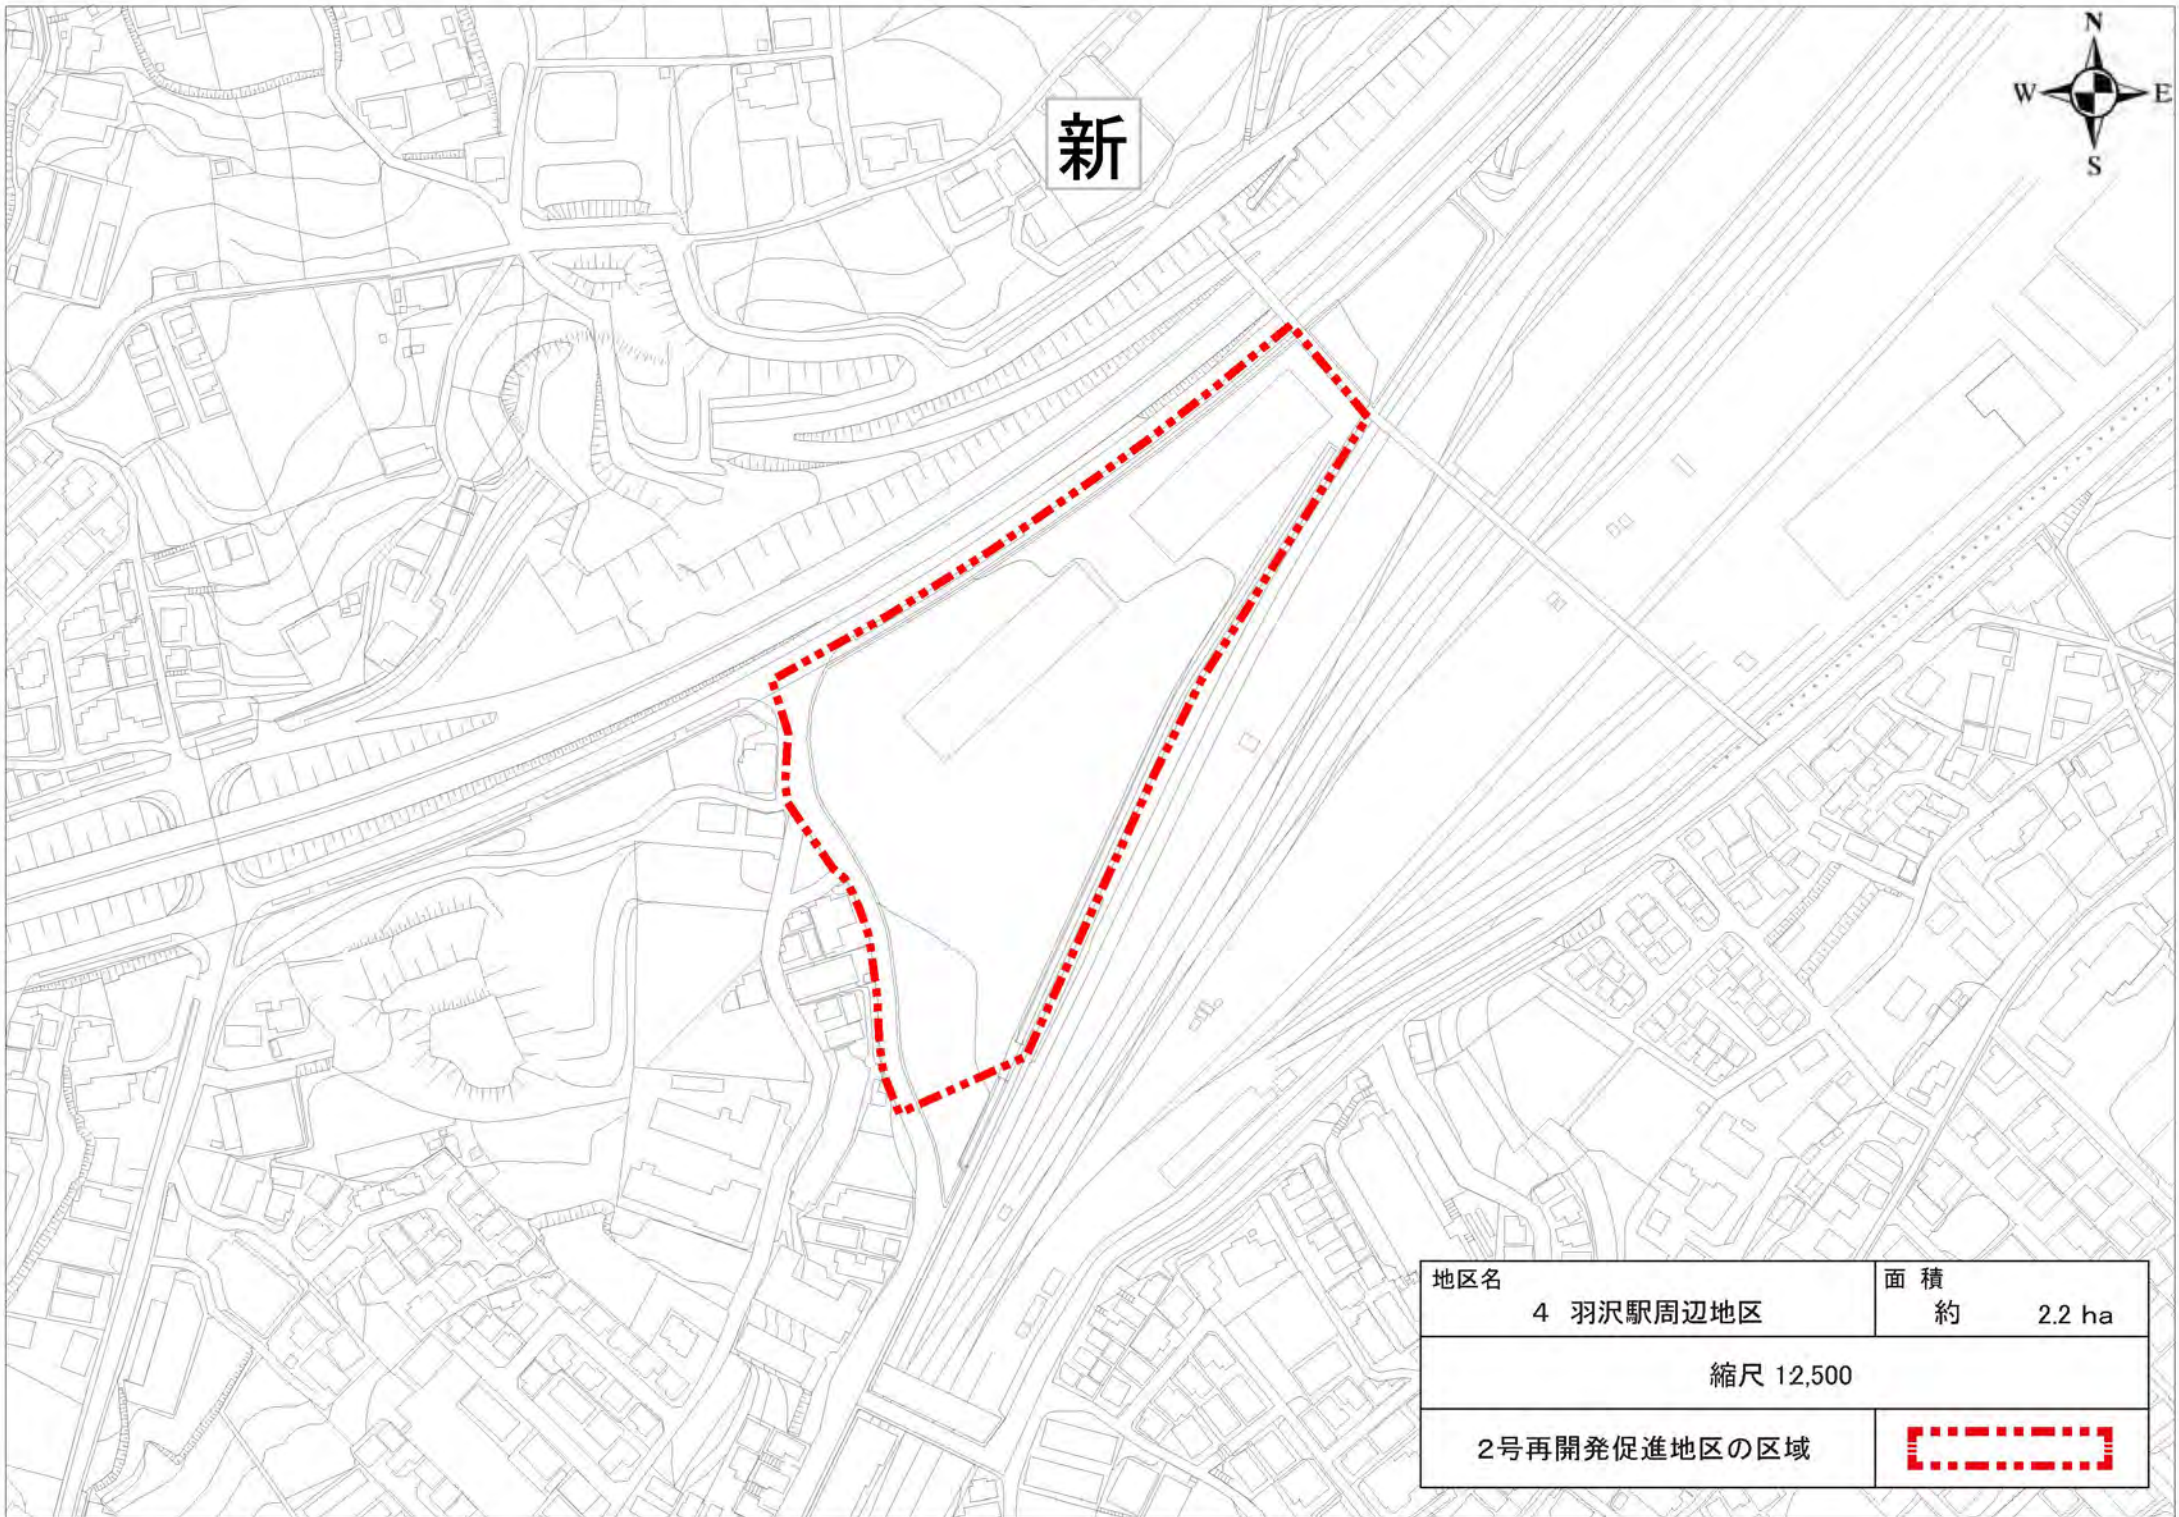 新
N
W E
S
地区名
4 羽沢駅周辺地区
面 積
約 2.2 ha
縮尺 12,500
2号再開発促進地区の区域